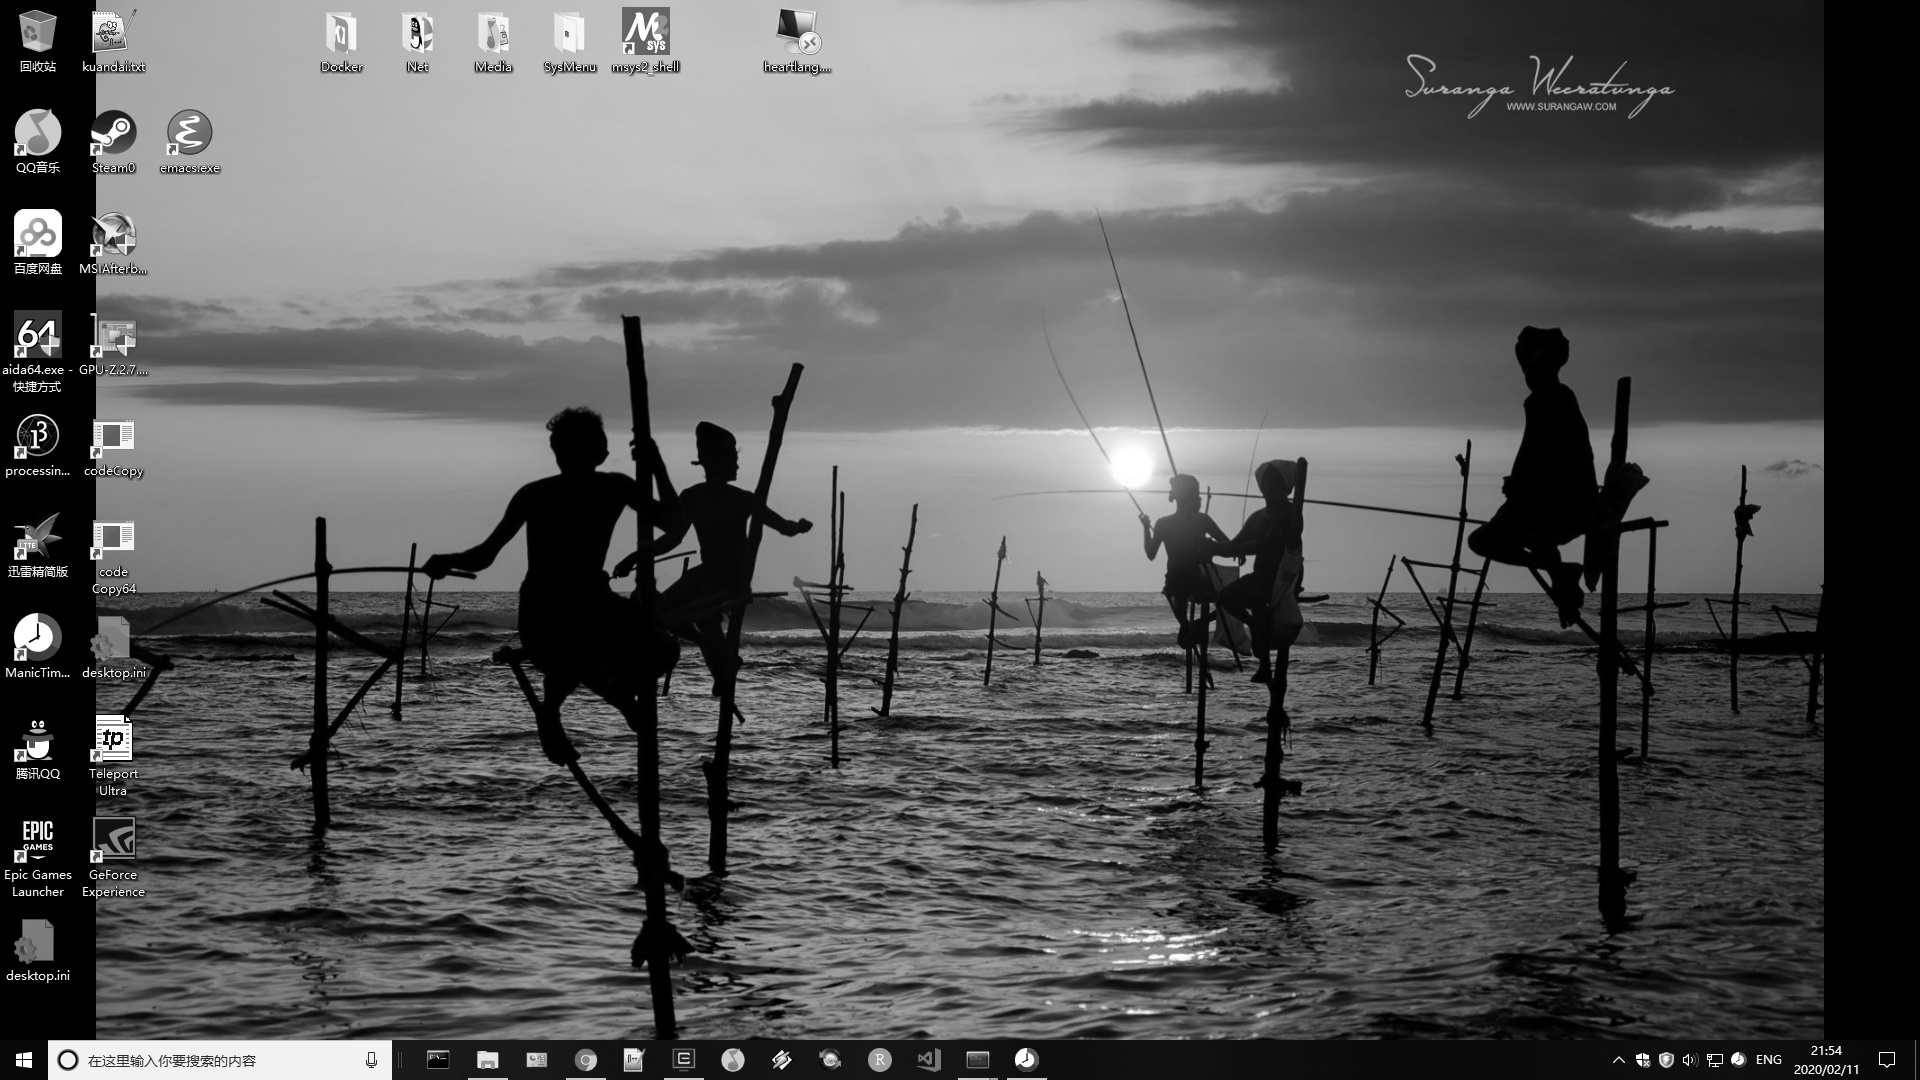 回收站
kuandai.txt
Docker
Net
Media
SysMenu
msys2_shell
heartlang....
Suranga Weeratunga
WWW.SURANGAW.COM
QQ音乐
Steam0
emacs.exe
百度网盘
MSIAfterb...
64
aida64.exe - 快捷方式
GPU-Z.2.7....
processin...
codeCopy
迅雷精简版
code Copy64
ManicTim...
desktop.ini
腾讯QQ
tp
Teleport Ultra
EPIC GAMES
Epic Games Launcher
GeForce Experience
desktop.ini
在这里输入你要搜索的内容
ENG
21:54
2020/02/11